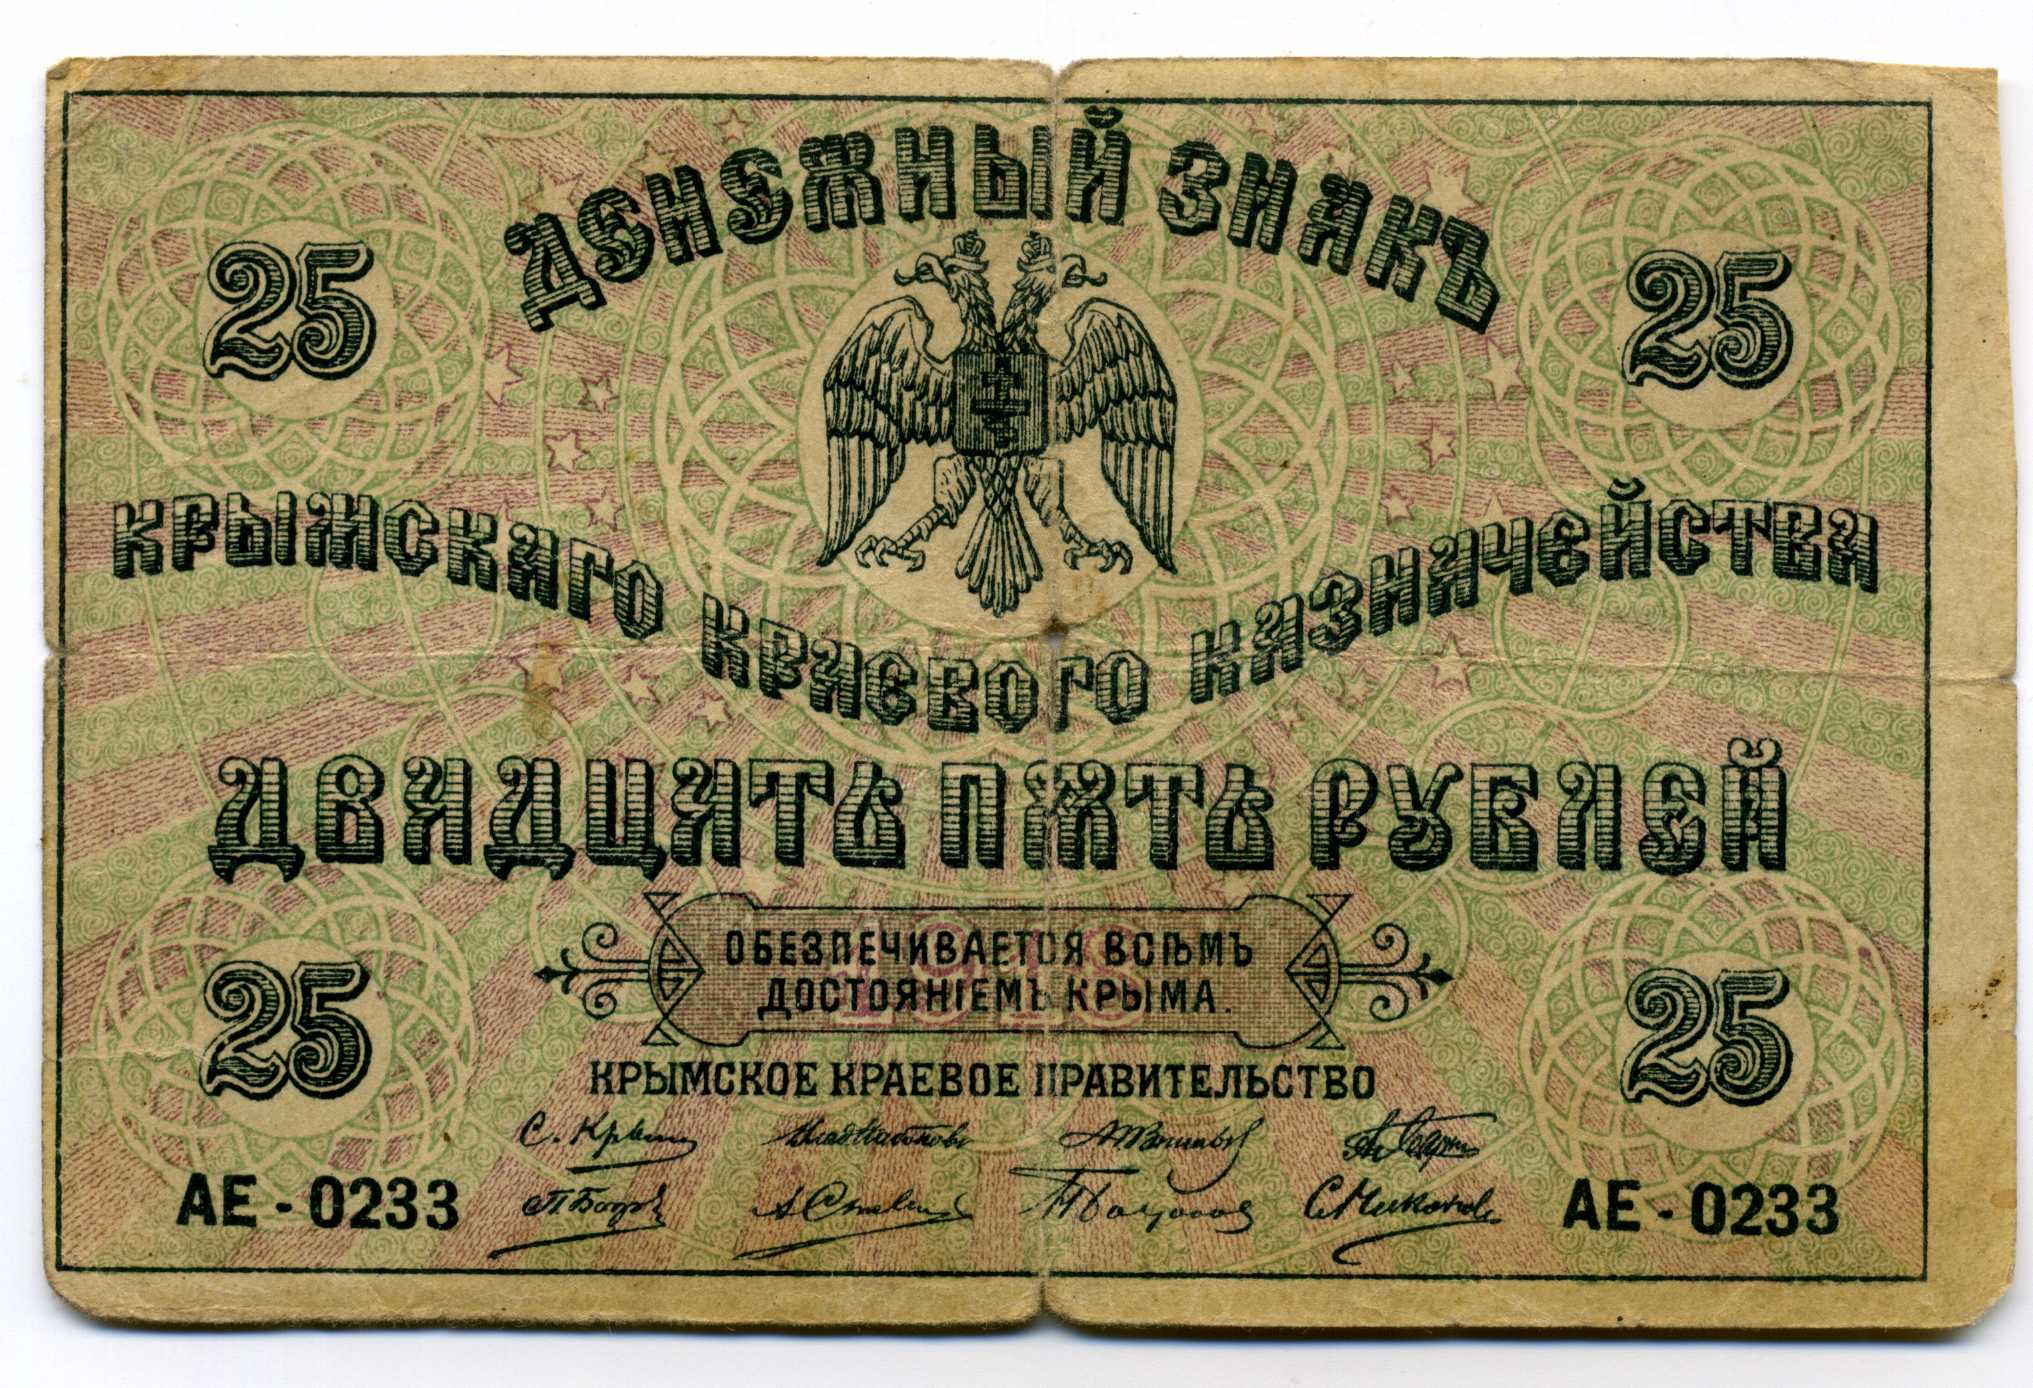 ДЕНЕЖНЫЙ ЗНАКЪ
25 25
КРЫМСКАГО КРАЕВОГО КАЗНАЧЕЙСТВА
ДВАДЦАТЬ ПЯТЬ РУБЛЕЙ
1918
ОБЕЗПЕЧИВАЕТСЯ ВСѢМЪ
ДОСТОЯНІЕМЪ КРЫМА.
25 25
КРЫМСКОЕ КРАЕВОЕ ПРАВИТЕЛЬСТВО
С. Крым
АЕ-0233 АЕ-0233